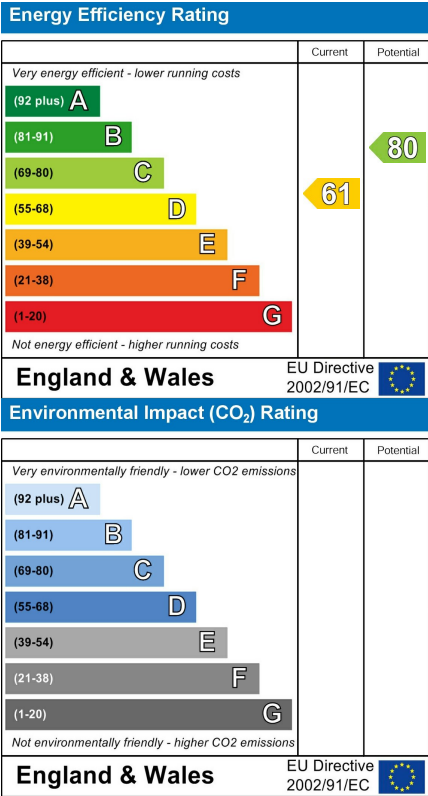 Energy Efficiency Rating
Current Potential
Very energy efficient - lower running costs
(92 plus) A
(81-91) B
80
(69-80) C
61
(55-68) D
(39-54) E
(21-38) F
(1-20) G
Not energy efficient - higher running costs
England & Wales
EU Directive
2002/91/EC
Environmental Impact (CO₂) Rating
Current Potential
Very environmentally friendly - lower CO2 emissions
(92 plus) A
(81-91) B
(69-80) C
(55-68) D
(39-54) E
(21-38) F
(1-20) G
Not environmentally friendly - higher CO2 emissions
England & Wales
EU Directive
2002/91/EC